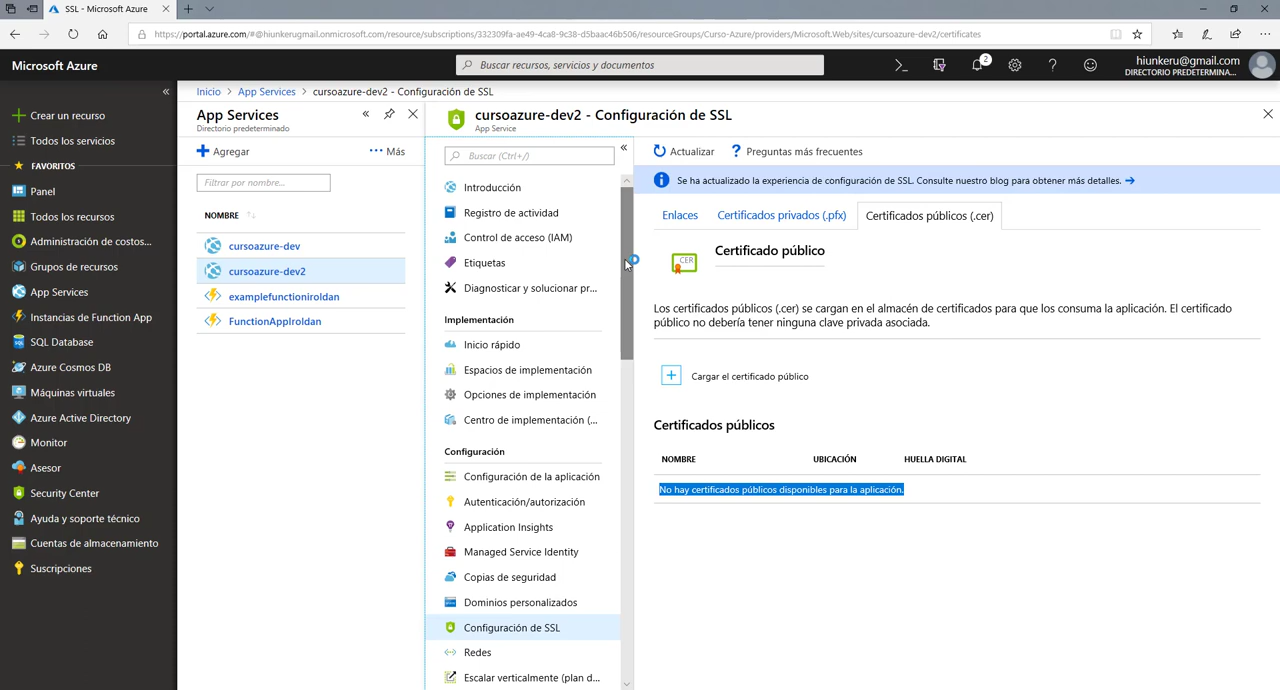 SSL - Microsoft Azure
https://portal.azure.com/#@hiunkerugmail.onmicrosoft.com/resource/subscriptions/332309fa-ae49-4ca8-9c38-d5baac46b506/resourceGroups/Curso-Azure/providers/Microsoft.Web/sites/cursoazure-dev2/certificates
Microsoft Azure
Buscar recursos, servicios y documentos
2
hiunkeru@gmail.com
DIRECTORIO PREDETERMINA...
Crear un recurso
Todos los servicios
FAVORITOS
Panel
Todos los recursos
Administración de costos...
Grupos de recursos
App Services
Instancias de Function App
SQL Database
Azure Cosmos DB
Máquinas virtuales
Azure Active Directory
Monitor
Asesor
Security Center
Ayuda y soporte técnico
Cuentas de almacenamiento
Suscripciones
Inicio > App Services > cursoazure-dev2 - Configuración de SSL
App Services
Directorio predeterminado
Agregar
Más
Filtrar por nombre...
NOMBRE
cursoazure-dev
cursoazure-dev2
examplefunctioniroldan
FunctionAppIroldan
cursoazure-dev2 - Configuración de SSL
App Service
Buscar (Ctrl+/)
Introducción
Registro de actividad
Control de acceso (IAM)
Etiquetas
Diagnosticar y solucionar pr...
Implementación
Inicio rápido
Espacios de implementación
Opciones de implementación
Centro de implementación (...
Configuración
Configuración de la aplicación
Autenticación/autorización
Application Insights
Managed Service Identity
Copias de seguridad
Dominios personalizados
Configuración de SSL
Redes
Escalar verticalmente (plan d...
Actualizar
Preguntas más frecuentes
Se ha actualizado la experiencia de configuración de SSL. Consulte nuestro blog para obtener más detalles.
Enlaces
Certificados privados (.pfx)
Certificados públicos (.cer)
CER
Certificado público
Los certificados públicos (.cer) se cargan en el almacén de certificados para que los consuma la aplicación. El certificado
público no debería tener ninguna clave privada asociada.
Cargar el certificado público
Certificados públicos
NOMBRE
UBICACIÓN
HUELLA DIGITAL
No hay certificados públicos disponibles para la aplicación.